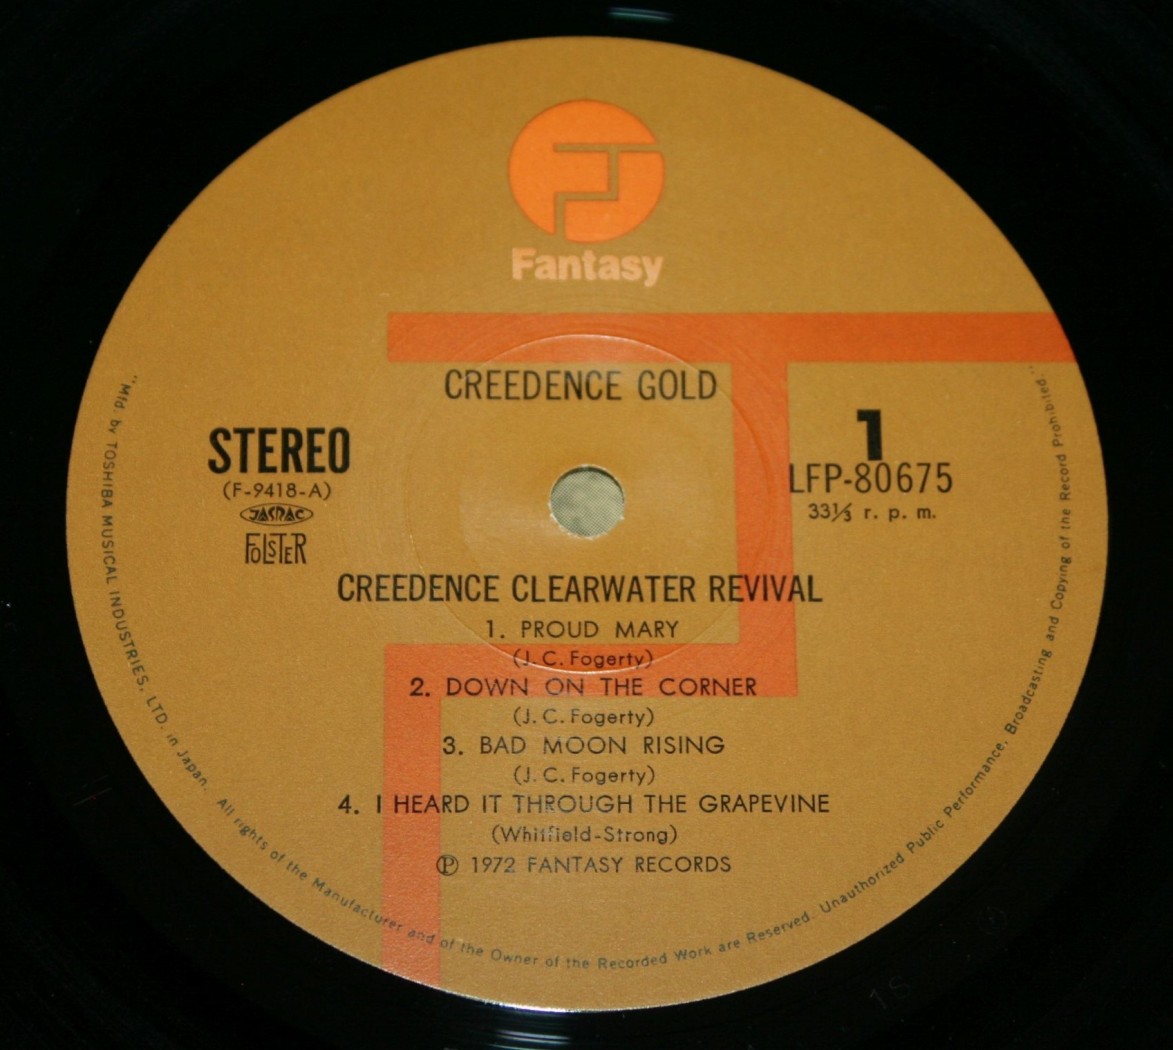 Fantasy
CREEDENCE GOLD
STEREO
(F-9418-A)
JASRAC
FOLSTER
1
LFP-80675
33⅓ r. p. m.
CREEDENCE CLEARWATER REVIVAL
1. PROUD MARY
(J. C. Fogerty)
2. DOWN ON THE CORNER
(J. C. Fogerty)
3. BAD MOON RISING
(J. C. Fogerty)
4. I HEARD IT THROUGH THE GRAPEVINE
(Whitfield-Strong)
Ⓟ 1972 FANTASY RECORDS
"Mfd. by TOSHIBA MUSICAL INDUSTRIES, LTD. in Japan. All rights of the Manufacturer and of the Owner of the Recorded Work are Reserved. Unauthorized Public Performance, Broadcasting and Copying of the Record Prohibited."